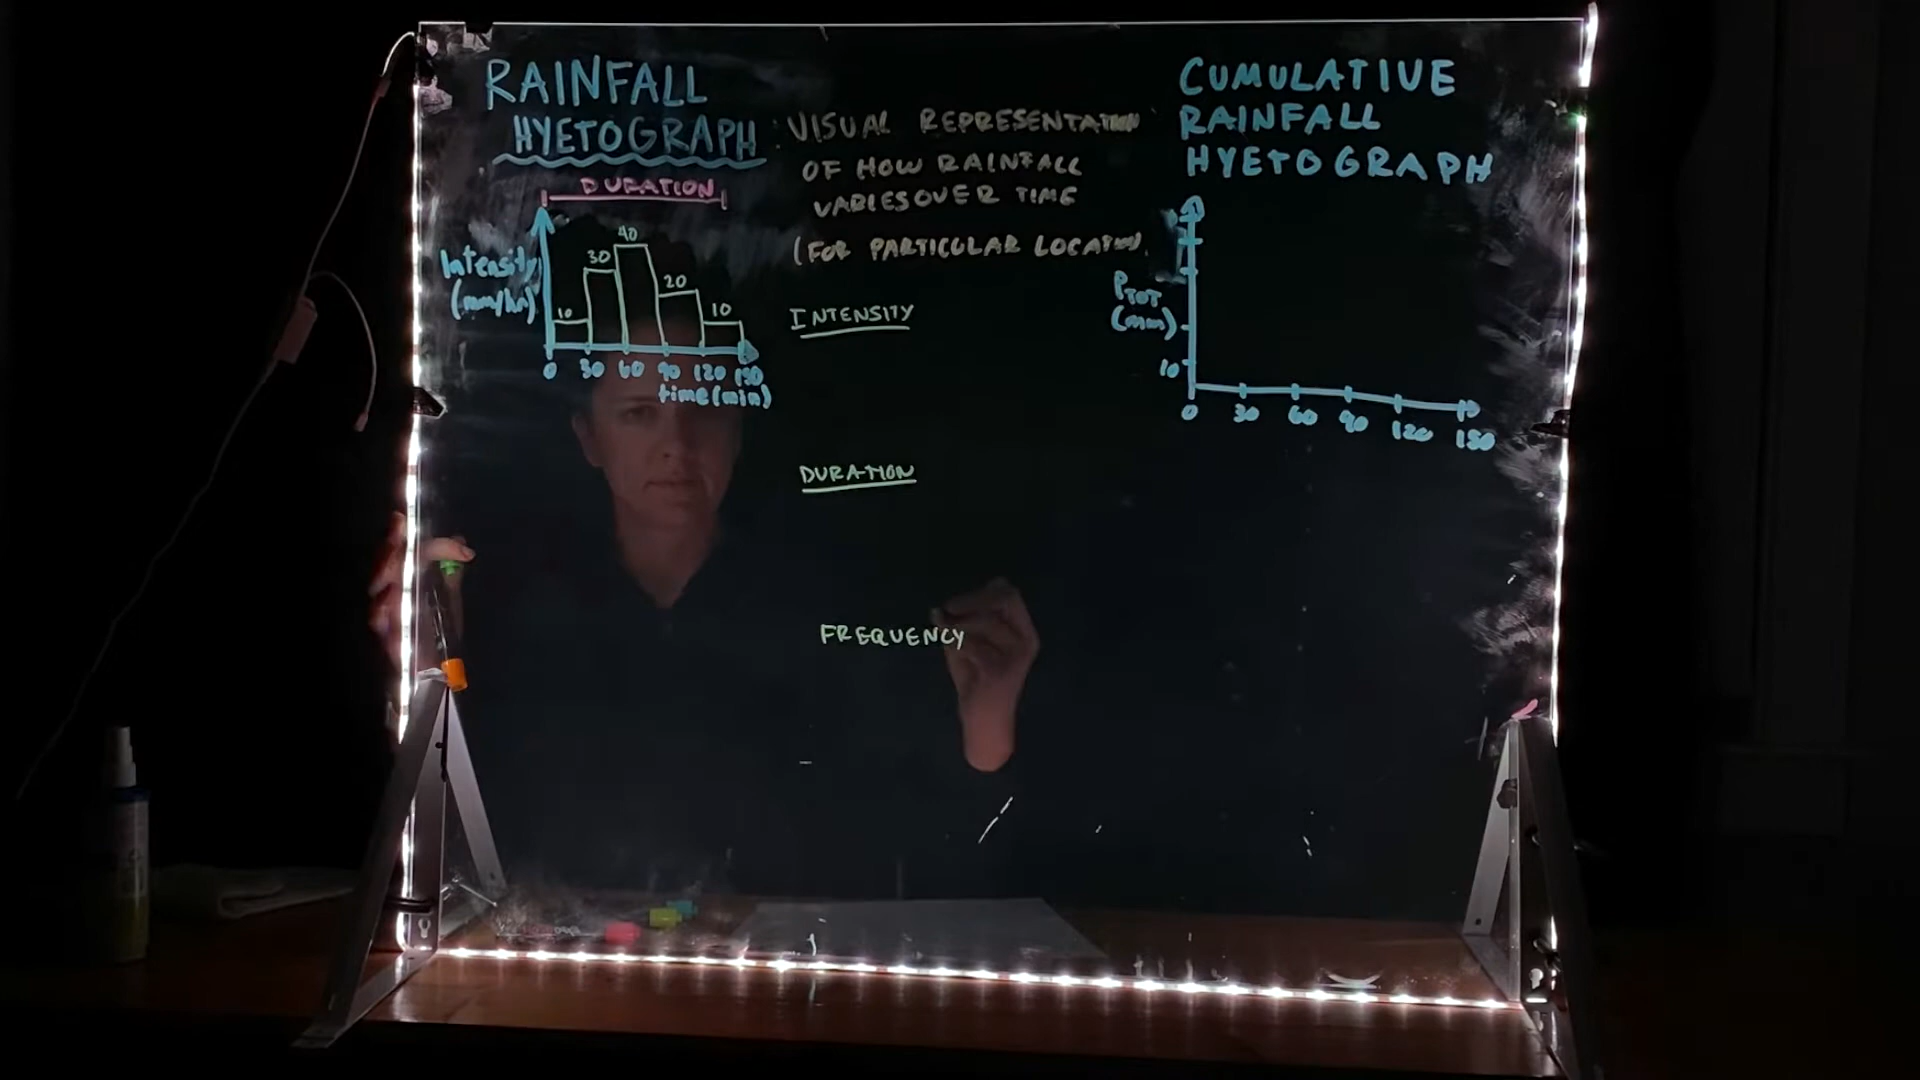 RAINFALL
HYETOGRAPH
: VISUAL REPRESENTATION
OF HOW RAINFALL
VARIES OVER TIME
(FOR PARTICULAR LOCATION)
DURATION
Intensity
(mm/hr)
10
30
40
20
10
0 30 60 90 120 150
time (min)
INTENSITY
DURATION
FREQUENCY
CUMULATIVE
RAINFALL
HYETOGRAPH
PTOT
(mm)
10
0 30 60 90 120 150